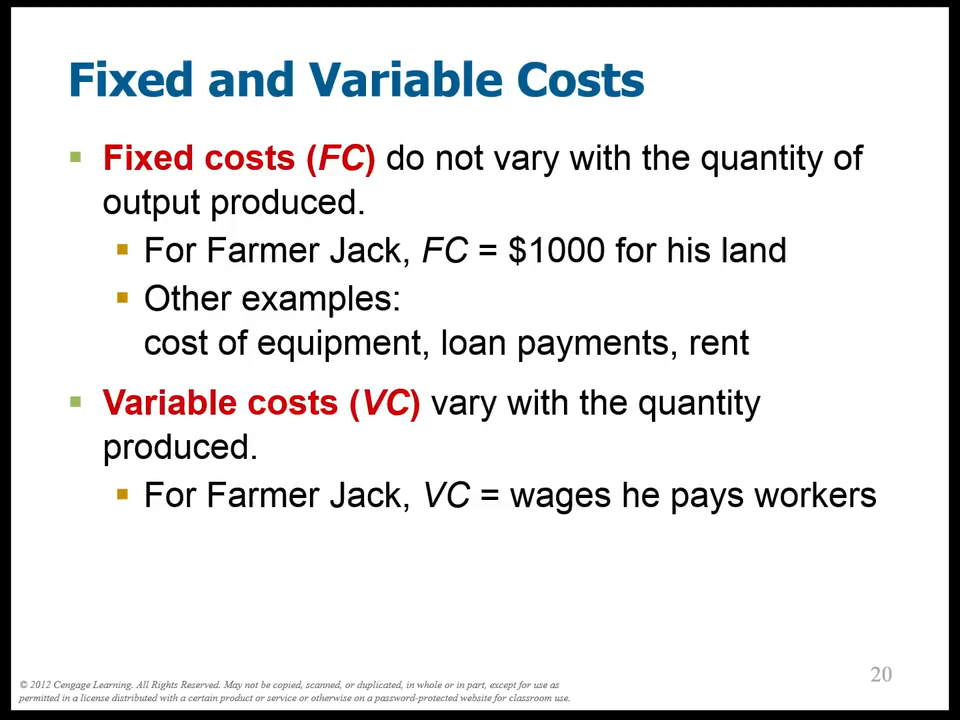 Fixed and Variable Costs
▪ Fixed costs (FC) do not vary with the quantity of
output produced.
▪ For Farmer Jack, FC = $1000 for his land
▪ Other examples:
cost of equipment, loan payments, rent
▪ Variable costs (VC) vary with the quantity
produced.
▪ For Farmer Jack, VC = wages he pays workers
© 2012 Cengage Learning. All Rights Reserved. May not be copied, scanned, or duplicated, in whole or in part, except for use as
permitted in a license distributed with a certain product or service or otherwise on a password-protected website for classroom use.
20